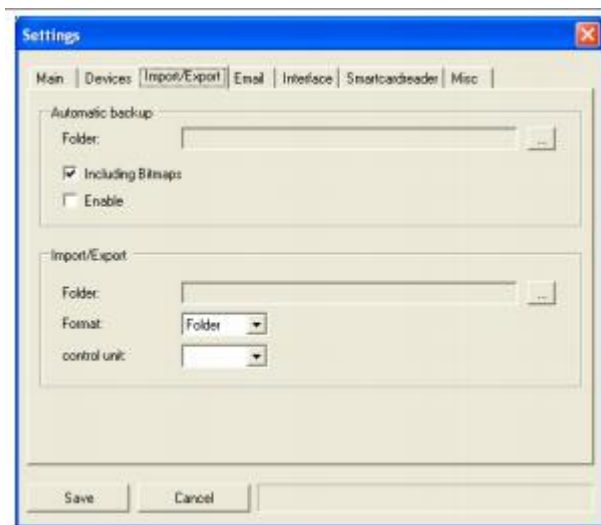 Settings
Main Devices Import/Export Email Interface Smartcardreader Misc
Automatic backup
Folder:
...
Including Bitmaps
Enable
Import/Export
Folder:
...
Format: Folder
control unit:
Save Cancel